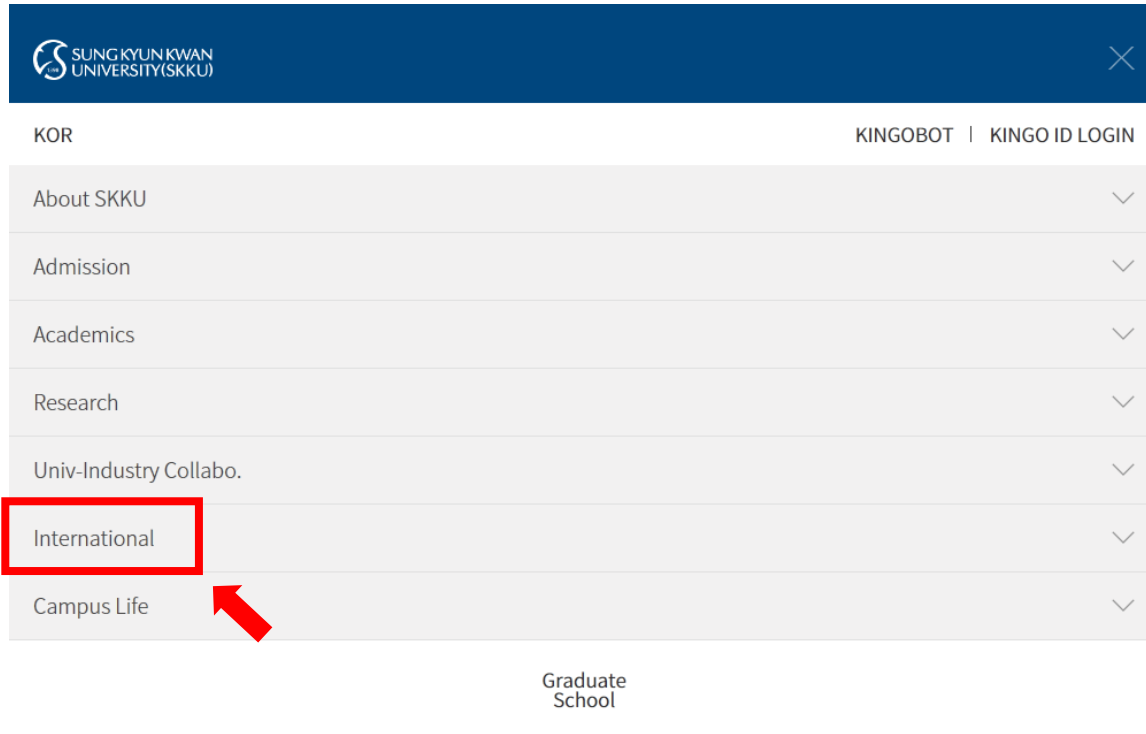 SUNG KYUN KWAN
UNIVERSITY(SKKU)
KOR
KINGOBOT | KINGO ID LOGIN
About SKKU
Admission
Academics
Research
Univ-Industry Collabo.
International
Campus Life
Graduate
School